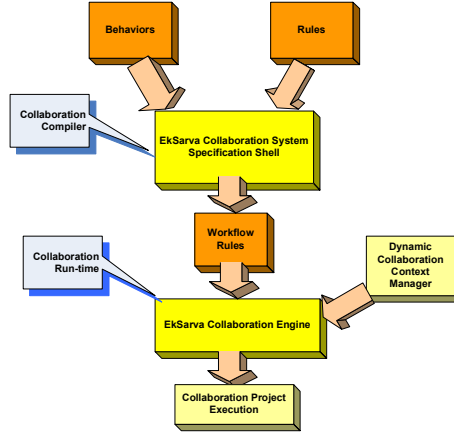 Behaviors
Rules
Collaboration
Compiler
EkSarva Collaboration System
Specification Shell
Workflow
Rules
Collaboration
Run-time
Dynamic
Collaboration
Context
Manager
EkSarva Collaboration Engine
Collaboration Project
Execution